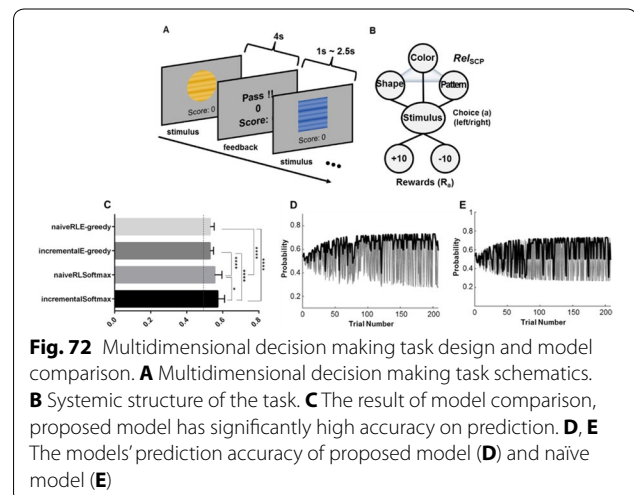 A
4s
1s ~ 2.5s
Score: 0
stimulus
Pass !!
0
Score:
feedback
Score: 0
stimulus
B
Color
Rel_SCP
Shape
Pattern
Stimulus
Choice (a)
(left/right)
+10
-10
Rewards (R_a)
C
naiveRLE-greedy
incrementalE-greedy
naiveRLSoftmax
incrementalSoftmax
****
****
****
****
*
0.0
0.2
0.4
0.6
0.8
D
Probability
0.8
0.6
0.4
0.2
0
50
100
150
200
Trial Number
E
Probability
1
0.8
0.6
0.4
0.2
0
50
100
150
200
Trial Number
Fig. 72 Multidimensional decision making task design and model
comparison. A Multidimensional decision making task schematics.
B Systemic structure of the task. C The result of model comparison,
proposed model has significantly high accuracy on prediction. D, E
The models' prediction accuracy of proposed model (D) and naïve
model (E)